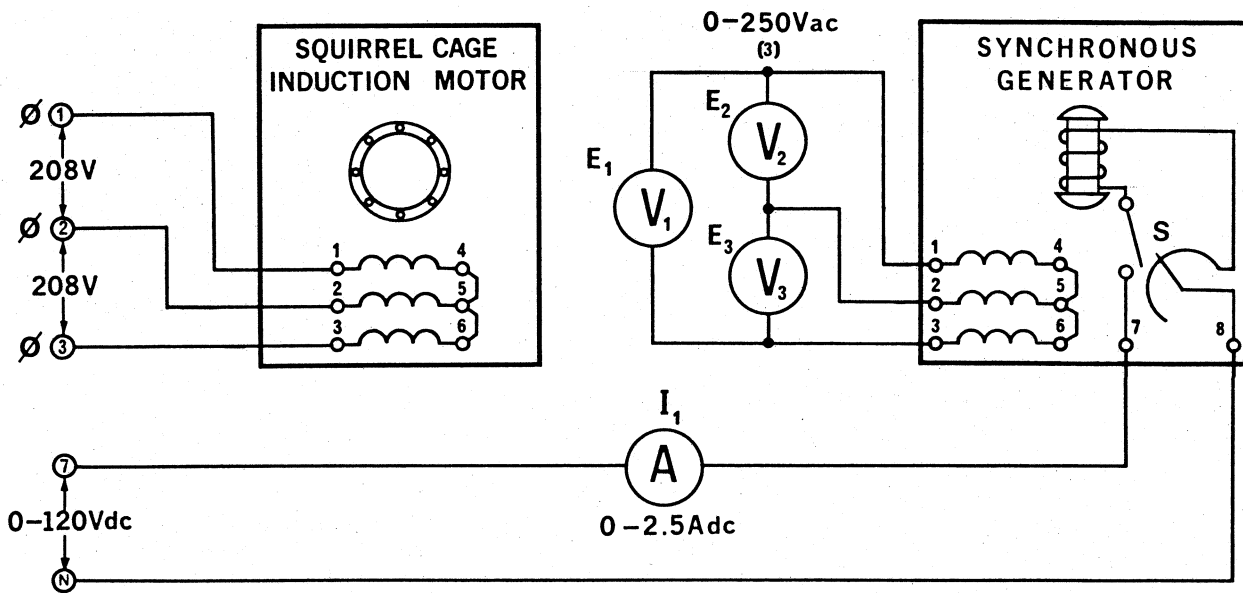 SQUIRREL CAGE
INDUCTION MOTOR
Ø 1
208V
Ø 2
208V
Ø 3
1 4
2 5
3 6
0-250Vac
(3)
E1
V1
E2
V2
E3
V3
SYNCHRONOUS
GENERATOR
S
1 4
2 5
3 6
7 8
I1
A
0-2.5Adc
7
0-120Vdc
N